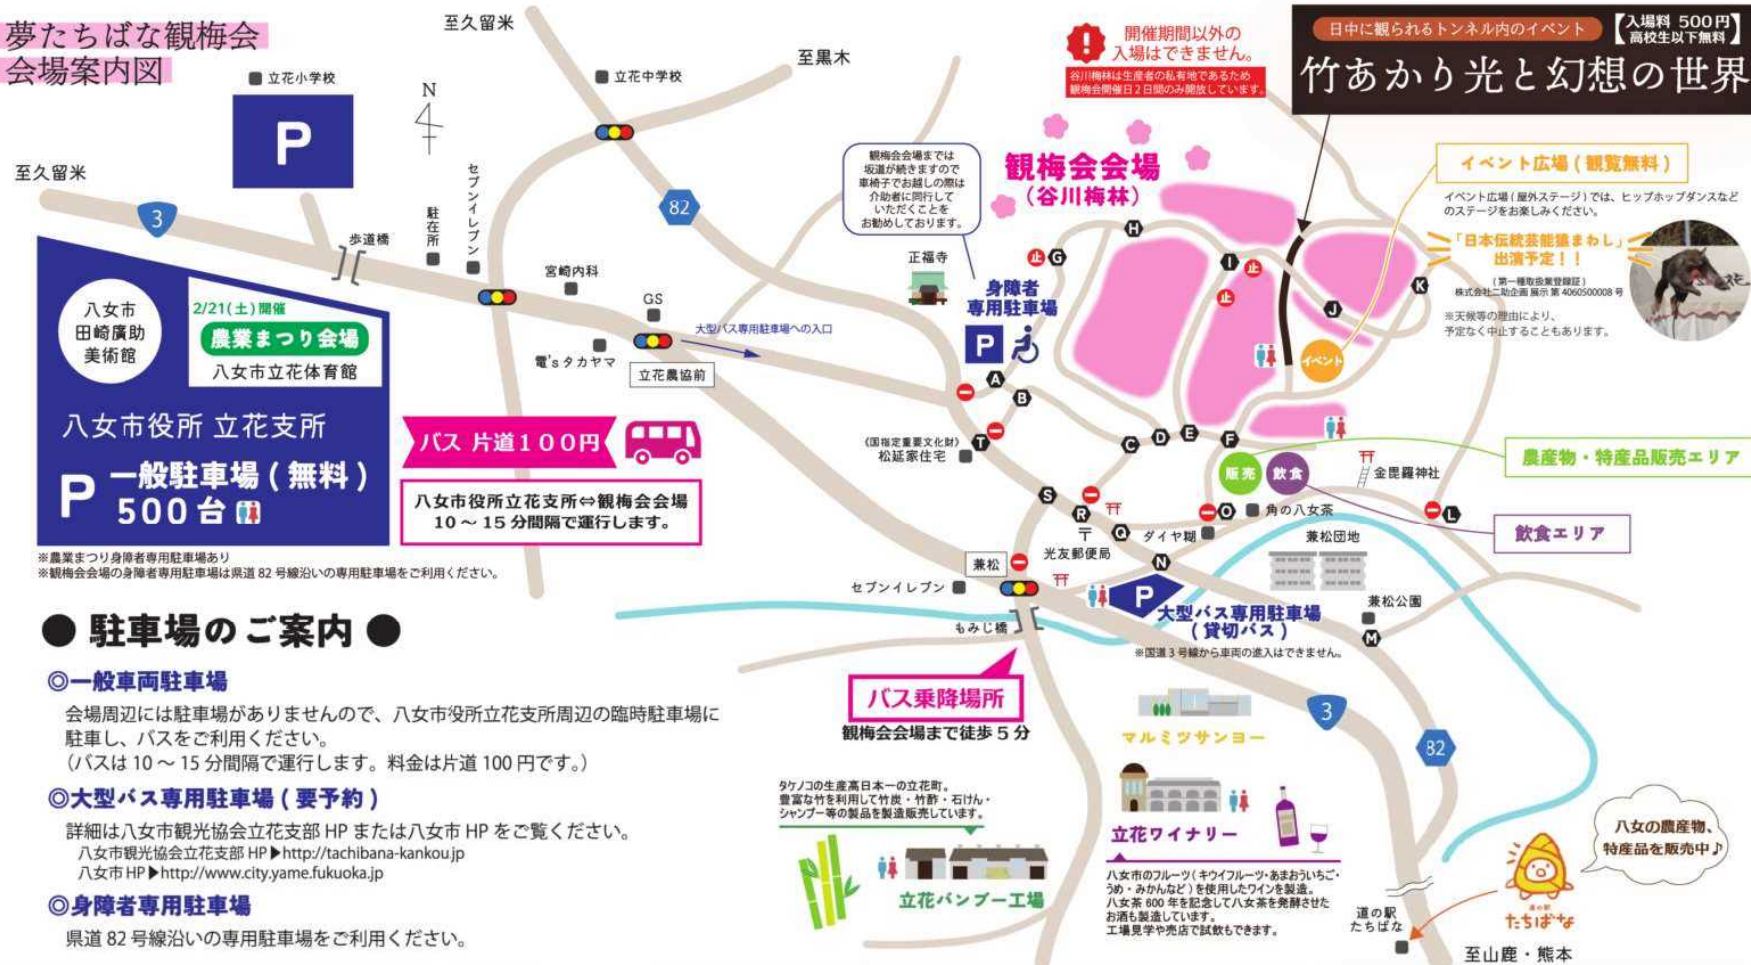 夢たちばな観梅会
会場案内図
至久留米
立花小学校
P
立花中学校
至黒木
N
至久留米
3
歩道橋
駐在所
セブンイレブン
宮崎内科
GS
電'sタカヤマ
立花農協前
大型バス専用駐車場への入口
82
開催期間以外の
入場はできません。
谷川梅林は生産者の私有地であるため
観梅会開催日2日間のみ開放しています。
日中に観られるトンネル内のイベント
【入場料 500円
高校生以下無料】
竹あかり光と幻想の世界
観梅会会場までは
坂道が続きますので
車椅子でお越しの際は
介助者に同行して
いただくことを
お勧めしております。
観梅会会場
(谷川梅林)
イベント広場(観覧無料)
イベント広場(屋外ステージ)では、ヒップホップダンスなど
のステージをお楽しみください。
「日本伝統芸能猿まわし」
出演予定!!
(第一種取扱業登録証)
株式会社二助企画 展示 第 4060500008 号
※天候等の理由により、
予定なく中止することもあります。
正福寺
身障者
専用駐車場
P
止
G
H
I
止
止
J
K
イベント
A
B
C
D
E
F
T
《国指定重要文化財》
松延家住宅
販売
飲食
金毘羅神社
農産物・特産品販売エリア
飲食エリア
S
R
Q
O
L
N
M
〒
光友郵便局
ダイヤ糊
角の八女茶
兼松団地
兼松公園
兼松
セブンイレブン
もみじ橋
P
大型バス専用駐車場
(貸切バス)
※国道3号線から車両の進入はできません。
八女市
田崎廣助
美術館
2/21(土)開催
農業まつり会場
八女市立花体育館
八女市役所 立花支所
P 一般駐車場(無料)
500台
バス 片道100円
八女市役所立花支所⇔観梅会会場
10～15分間隔で運行します。
※農業まつり身障者専用駐車場あり
※観梅会会場の身障者専用駐車場は県道82号線沿いの専用駐車場をご利用ください。
● 駐車場のご案内 ●
◎一般車両駐車場
会場周辺には駐車場がありませんので、八女市役所立花支所周辺の臨時駐車場に
駐車し、バスをご利用ください。
（バスは10～15分間隔で運行します。料金は片道100円です。）
◎大型バス専用駐車場(要予約)
詳細は八女市観光協会立花支部HPまたは八女市HPをご覧ください。
八女市観光協会立花支部HP▶http://tachibana-kankou.jp
八女市HP▶http://www.city.yame.fukuoka.jp
◎身障者専用駐車場
県道82号線沿いの専用駐車場をご利用ください。
バス乗降場所
観梅会会場まで徒歩5分
マルミツサンヨー
3
82
タケノコの生産高日本一の立花町。
豊富な竹を利用して竹炭・竹酢・石けん・
シャンプー等の製品を製造販売しています。
立花バンブー工場
立花ワイナリー
八女市のフルーツ(キウイフルーツ・あまおういちご・
うめ・みかんなど)を使用したワインを製造。
八女茶600年を記念して八女茶を発酵させた
お酒も製造しています。
工場見学や売店で試飲もできます。
八女の農産物、
特産品を販売中♪
道の駅
たちばな
道の駅
たちばな
至山鹿・熊本